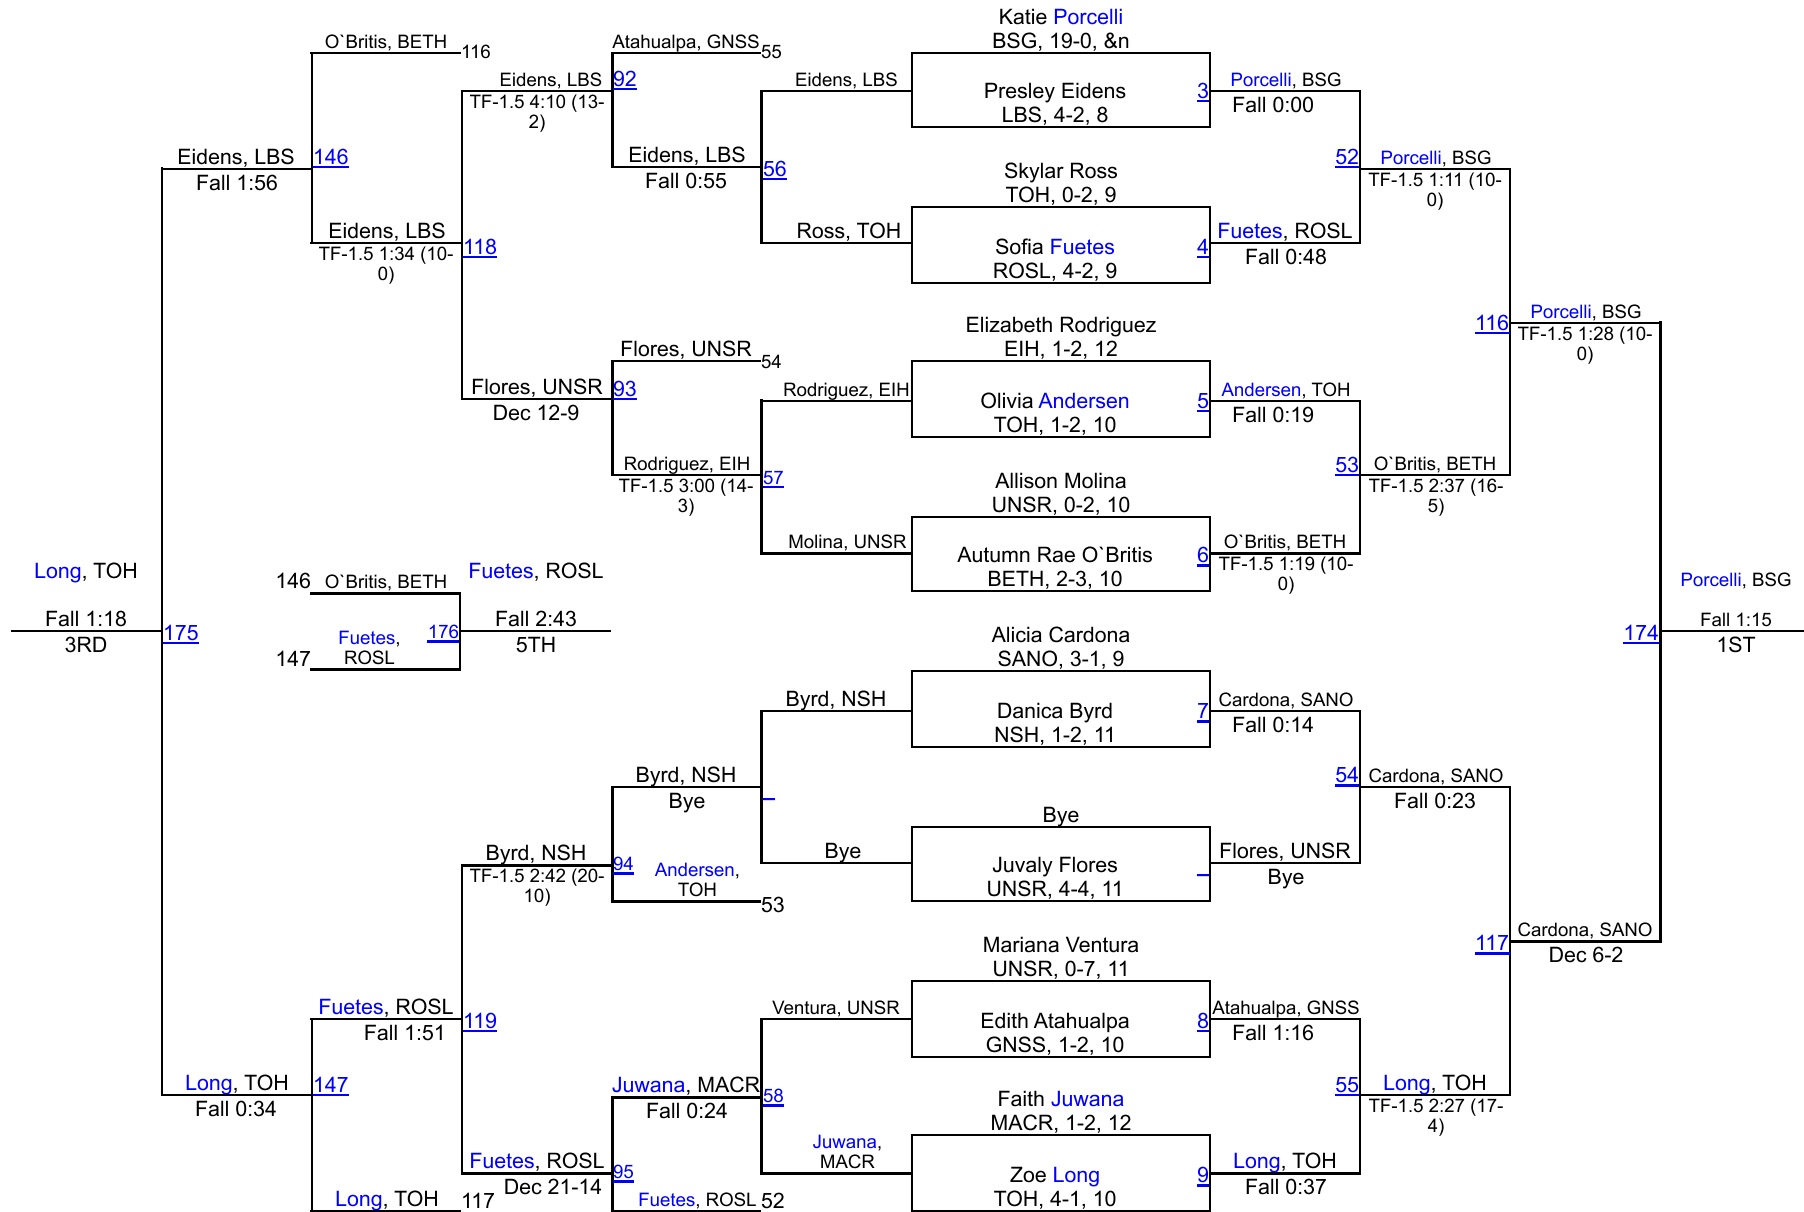 Katie Porcelli
O`Britis, BETH
116
Atahualpa, GNSS
55
BSG, 19-0, &n
Eidens, LBS
92
TF-1.5 4:10 (13-
2)
Eidens, LBS
Presley Eidens
LBS, 4-2, 8
3
Porcelli, BSG
Fall 0:00
Eidens, LBS
146
Fall 1:56
Eidens, LBS
Fall 0:55
56
Skylar Ross
TOH, 0-2, 9
52
Porcelli, BSG
TF-1.5 1:11 (10-
0)
Eidens, LBS
TF-1.5 1:34 (10-
0)
118
Ross, TOH
Sofia Fuetes
ROSL, 4-2, 9
4
Fuetes, ROSL
Fall 0:48
Elizabeth Rodriguez
EIH, 1-2, 12
116
Porcelli, BSG
TF-1.5 1:28 (10-
0)
Flores, UNSR
54
Flores, UNSR
93
Dec 12-9
Rodriguez, EIH
Olivia Andersen
TOH, 1-2, 10
5
Andersen, TOH
Fall 0:19
Rodriguez, EIH
TF-1.5 3:00 (14-
3)
57
Allison Molina
UNSR, 0-2, 10
53
O`Britis, BETH
TF-1.5 2:37 (16-
5)
Molina, UNSR
Autumn Rae O`Britis
BETH, 2-3, 10
6
O`Britis, BETH
TF-1.5 1:19 (10-
0)
Long, TOH
Fall 1:18
3RD
175
146
O`Britis, BETH
Fuetes,
ROSL
147
176
Fuetes, ROSL
Fall 2:43
5TH
Alicia Cardona
SANO, 3-1, 9
174
Porcelli, BSG
Fall 1:15
1ST
Byrd, NSH
Danica Byrd
NSH, 1-2, 11
7
Cardona, SANO
Fall 0:14
Byrd, NSH
Bye
Bye
54
Cardona, SANO
Fall 0:23
Byrd, NSH
TF-1.5 2:42 (20-
10)
94
Andersen,
TOH
53
Bye
Juvaly Flores
UNSR, 4-4, 11
Flores, UNSR
Bye
Mariana Ventura
UNSR, 0-7, 11
117
Cardona, SANO
Dec 6-2
Fuetes, ROSL
Fall 1:51
119
Ventura, UNSR
Edith Atahualpa
GNSS, 1-2, 10
8
Atahualpa, GNSS
Fall 1:16
Long, TOH
Fall 0:34
147
Juwana, MACR
Fall 0:24
58
Faith Juwana
MACR, 1-2, 12
55
Long, TOH
TF-1.5 2:27 (17-
4)
Juwana,
MACR
Zoe Long
TOH, 4-1, 10
9
Long, TOH
Fall 0:37
Fuetes, ROSL
Dec 21-14
95
Long, TOH
117
Fuetes, ROSL
52